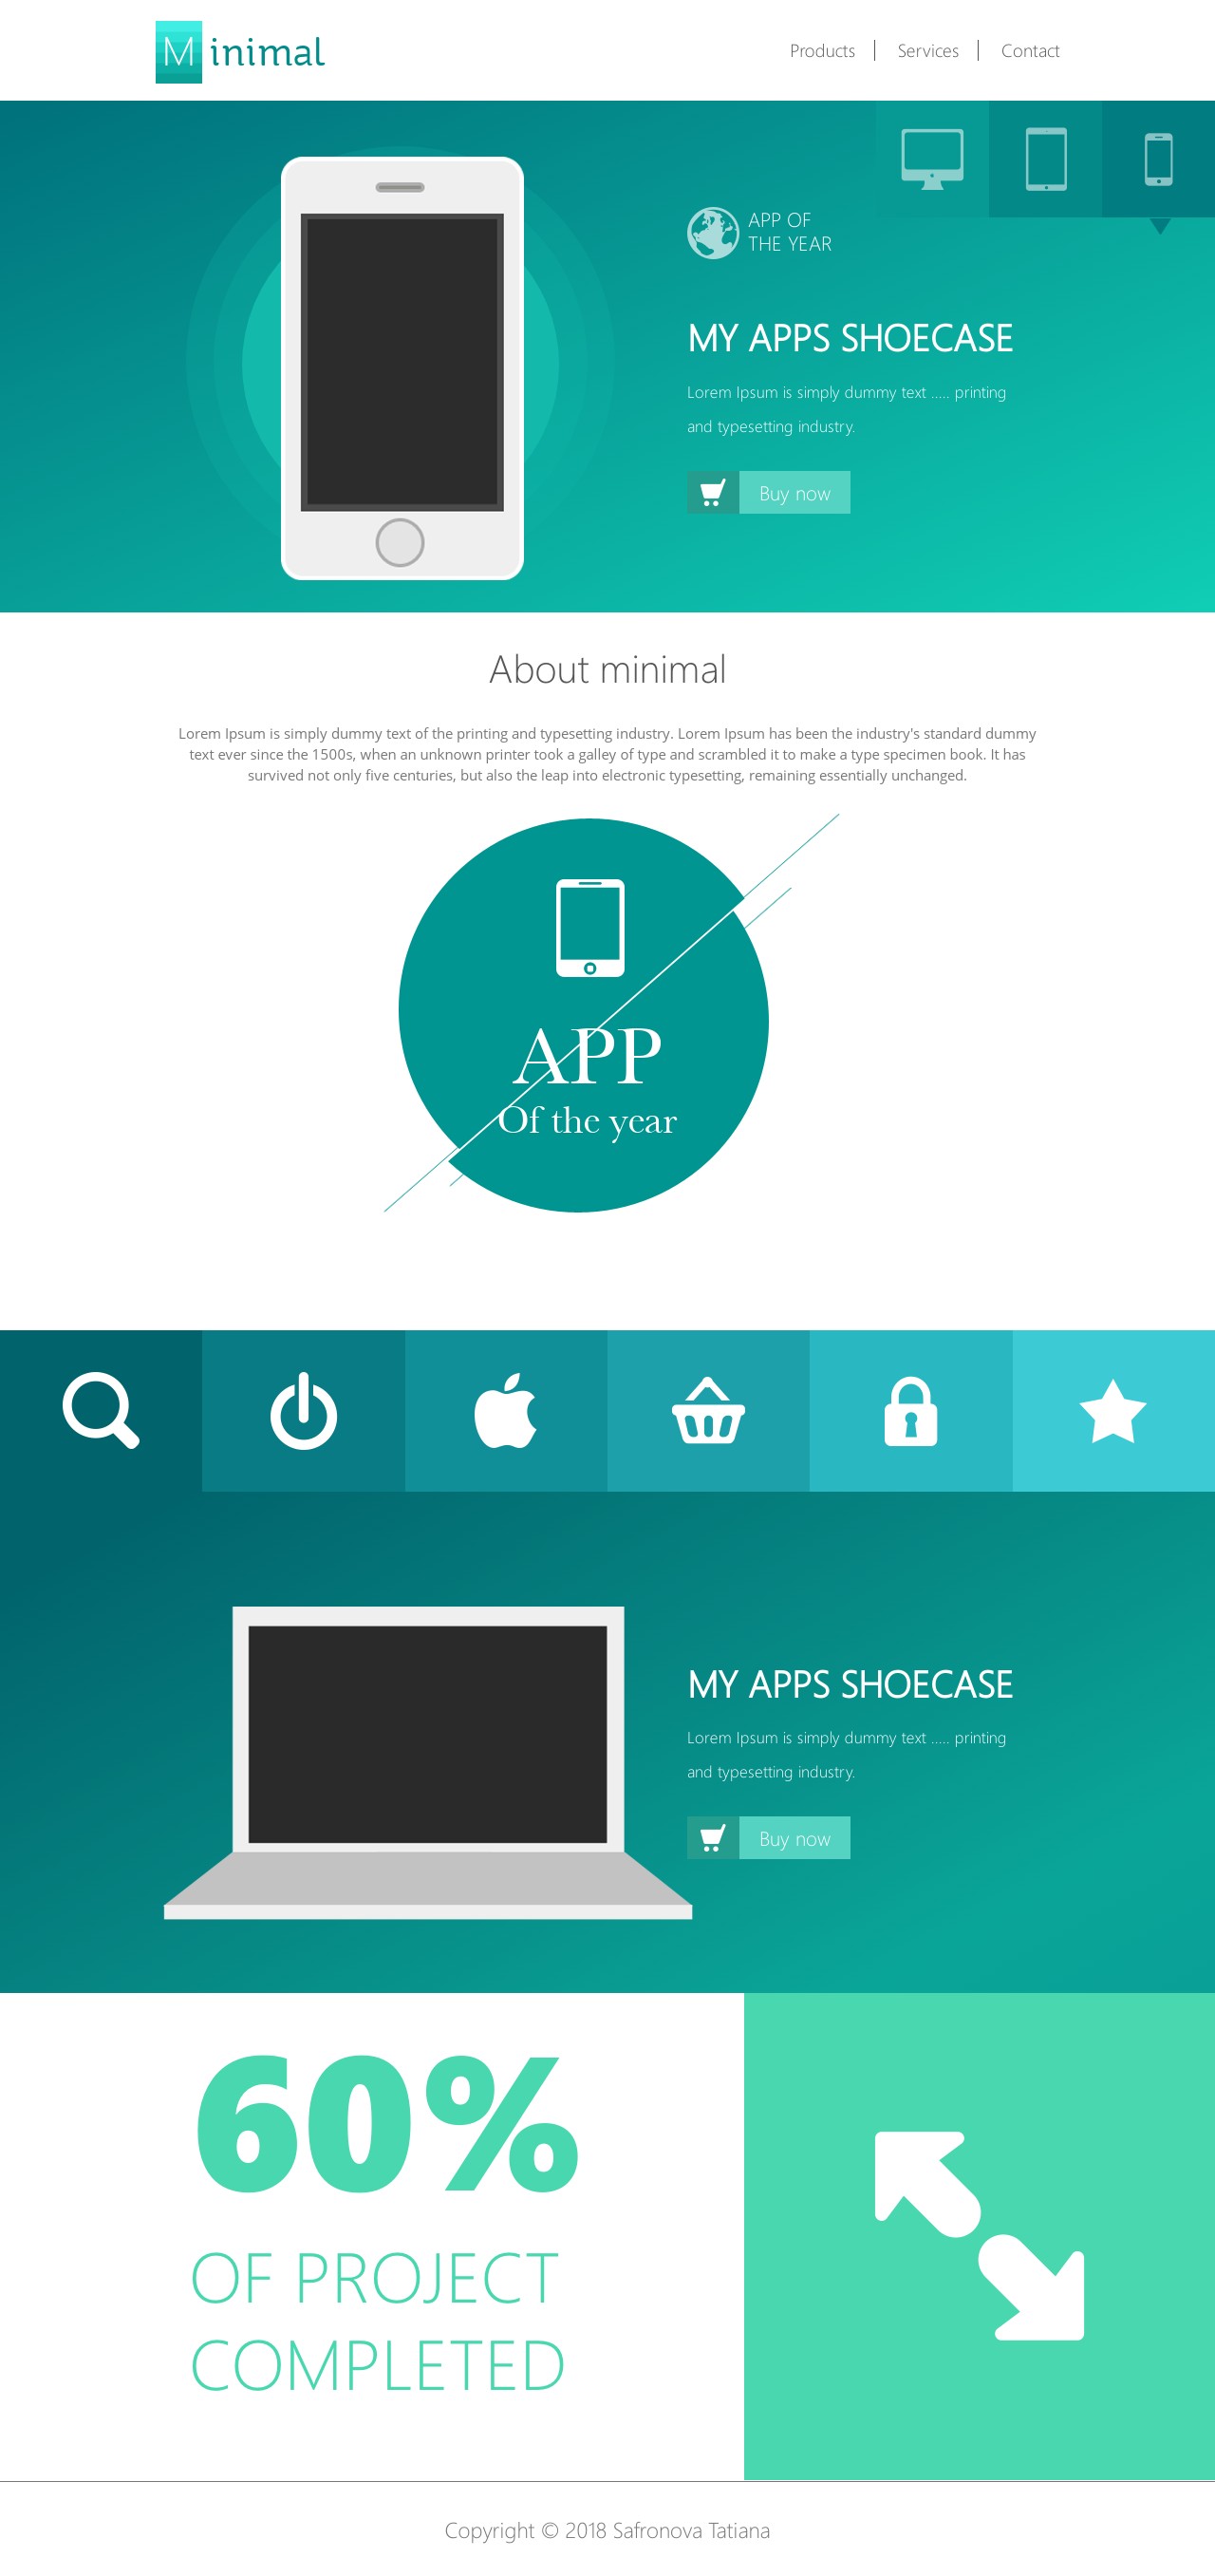 Minimal
Products
Services
Contact
APP OF
THE YEAR
MY APPS SHOECASE
Lorem Ipsum is simply dummy text ..... printing
and typesetting industry.
Buy now
About minimal
Lorem Ipsum is simply dummy text of the printing and typesetting industry. Lorem Ipsum has been the industry's standard dummy
text ever since the 1500s, when an unknown printer took a galley of type and scrambled it to make a type specimen book. It has
survived not only five centuries, but also the leap into electronic typesetting, remaining essentially unchanged.
APP
Of the year
MY APPS SHOECASE
Lorem Ipsum is simply dummy text ..... printing
and typesetting industry.
Buy now
60%
OF PROJECT
COMPLETED
Copyright © 2018 Safronova Tatiana